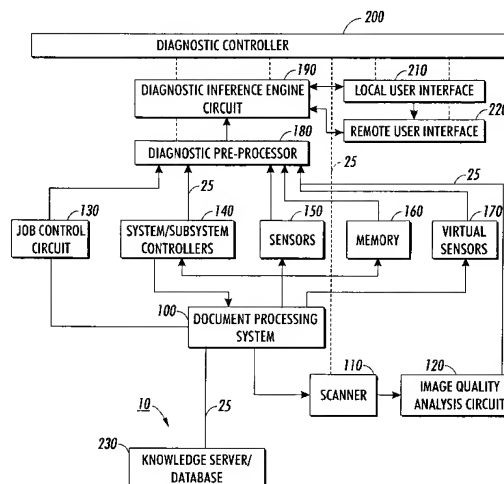 200
DIAGNOSTIC CONTROLLER
190
DIAGNOSTIC INFERENCE ENGINE
CIRCUIT
210
LOCAL USER INTERFACE
220
REMOTE USER INTERFACE
180
DIAGNOSTIC PRE-PROCESSOR
25
25
25
130
JOB CONTROL
CIRCUIT
140
SYSTEM/SUBSYSTEM
CONTROLLERS
150
SENSORS
160
MEMORY
170
VIRTUAL
SENSORS
100
DOCUMENT PROCESSING
SYSTEM
110
SCANNER
120
IMAGE QUALITY
ANALYSIS CIRCUIT
10
25
230
KNOWLEDGE SERVER/
DATABASE